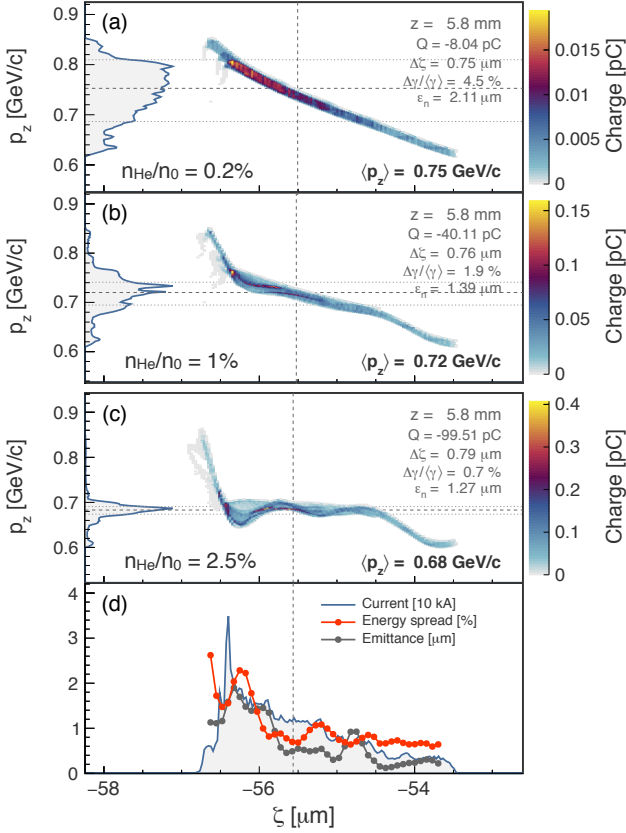 (a)
z = 5.8 mm
Q = -8.04 pC
Δζ = 0.75 μm
Δγ/⟨γ⟩ = 4.5 %
εn = 2.11 μm
nHe/n0 = 0.2%
⟨pz⟩ = 0.75 GeV/c
pz [GeV/c]
0.9
0.8
0.7
0.6
Charge [pC]
0.015
0.01
0.005
0
(b)
z = 5.8 mm
Q = -40.11 pC
Δζ = 0.76 μm
Δγ/⟨γ⟩ = 1.9 %
εn = 1.39 μm
nHe/n0 = 1%
⟨pz⟩ = 0.72 GeV/c
pz [GeV/c]
0.9
0.8
0.7
0.6
Charge [pC]
0.15
0.1
0.05
0
(c)
z = 5.8 mm
Q = -99.51 pC
Δζ = 0.79 μm
Δγ/⟨γ⟩ = 0.7 %
εn = 1.27 μm
nHe/n0 = 2.5%
⟨pz⟩ = 0.68 GeV/c
pz [GeV/c]
0.9
0.8
0.7
0.6
Charge [pC]
0.4
0.3
0.2
0.1
0
(d)
Current [10 kA]
Energy spread [%]
Emittance [μm]
4
3
2
1
0
−58
−56
−54
ζ [μm]